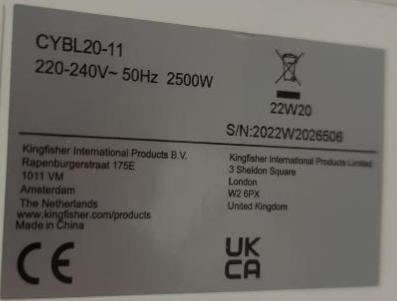 CYBL20-11
220-240V~ 50Hz 2500W
22W20
S/N:2022W2026506
Kingfisher International Products B.V.
Rapenburgerstraat 175E
1011 VM
Amsterdam
The Netherlands
www.kingfisher.com/products
Made in China
Kingfisher International Products Limited
3 Sheldon Square
London
W2 6PX
United Kingdom
CE
UK
CA